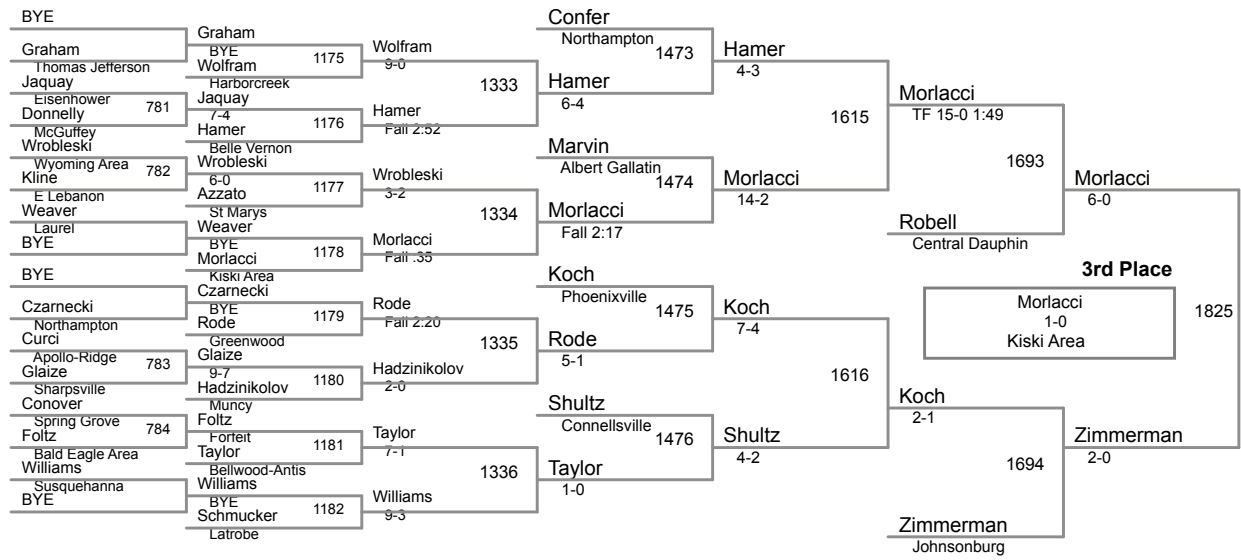 BYE
Graham
Thomas Jefferson
Jaquay
Eisenhower
781
Donnelly
McGuffey
Wrobleski
Wyoming Area
782
Kline
E Lebanon
Weaver
Laurel
BYE
BYE
Czarnecki
Northampton
Curci
Apollo-Ridge
783
Glaize
Sharpsville
Conover
Spring Grove
784
Foltz
Bald Eagle Area
Williams
Susquehanna
BYE
Graham
BYE
1175
Wolfram
Harborcreek
Jaquay
7-4
1176
Hamer
Belle Vernon
Wrobleski
6-0
1177
Azzato
St Marys
Weaver
BYE
1178
Morlacci
Kiski Area
Czarnecki
BYE
1179
Rode
Greenwood
Glaize
9-7
1180
Hadzinikolov
Muncy
Foltz
Forfeit
1181
Taylor
Bellwood-Antis
Williams
BYE
1182
Schmucker
Latrobe
Wolfram
9-0
1333
Hamer
Fall 2:52
Wrobleski
3-2
1334
Morlacci
Fall :35
Rode
Fall 2:20
1335
Hadzinikolov
2-0
Taylor
7-1
1336
Williams
9-3
Confer
Northampton
1473
Hamer
6-4
Marvin
Albert Gallatin
1474
Morlacci
Fall 2:17
Koch
Phoenixville
1475
Rode
5-1
Shultz
Connellsville
1476
Taylor
1-0
Hamer
4-3
1615
Morlacci
14-2
Koch
7-4
1616
Shultz
4-2
Morlacci
TF 15-0 1:49
1693
Robell
Central Dauphin
Koch
2-1
1694
Zimmerman
Johnsonburg
Morlacci
6-0
3rd Place
1825
Morlacci
1-0
Kiski Area
Zimmerman
2-0